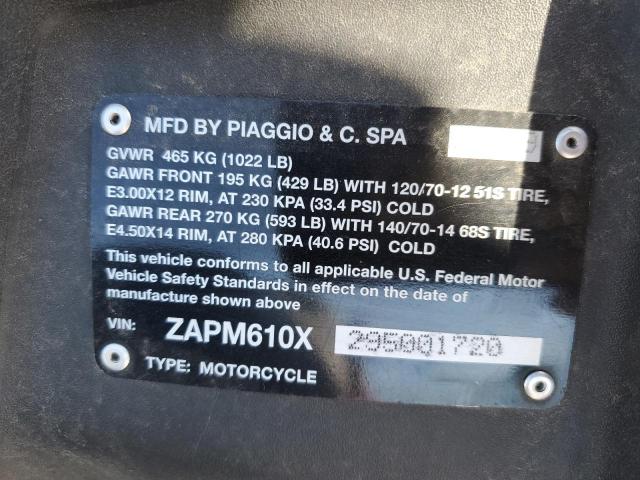 MFD BY PIAGGIO & C. SPA
GVWR 465 KG (1022 LB)
GAWR FRONT 195 KG (429 LB) WITH 120/70-12 51S TIRE,
E3.00X12 RIM, AT 230 KPA (33.4 PSI) COLD
GAWR REAR 270 KG (593 LB) WITH 140/70-14 68S TIRE,
E4.50X14 RIM, AT 280 KPA (40.6 PSI) COLD
This vehicle conforms to all applicable U.S. Federal Motor
Vehicle Safety Standards in effect on the date of
manufacture shown above
VIN: ZAPM610X 295001720
TYPE: MOTORCYCLE